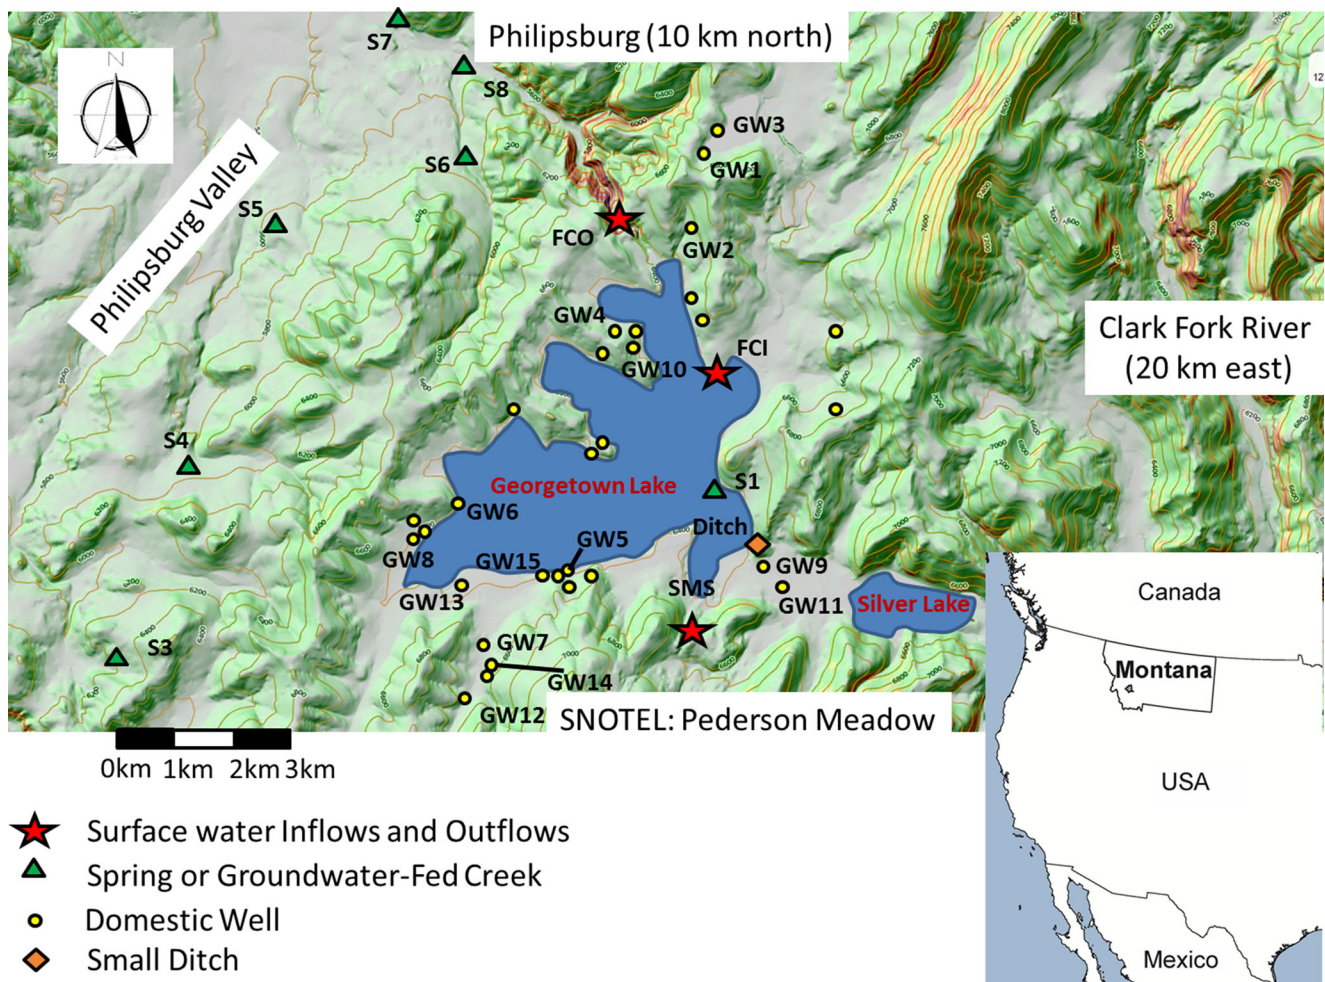 Philipsburg (10 km north)
N
S7
S8
GW3
GW1
S6
S5
FCO
GW2
Philipsburg Valley
GW4
FCI
GW10
Clark Fork River
(20 km east)
S4
S1
Georgetown Lake
GW6
Ditch
GW5
GW8
GW15
GW9
GW13
SMS
GW11
Silver Lake
S3
GW7
GW14
GW12
SNOTEL: Pederson Meadow
0km 1km 2km 3km
Surface water Inflows and Outflows
Spring or Groundwater-Fed Creek
Domestic Well
Small Ditch
Canada
Montana
USA
Mexico